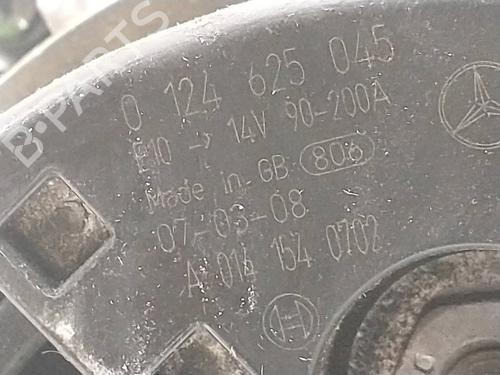 B-PARTS
0 124 625 045
E10 → 14V 90-200A
Made in GB 806
07-03-08
A 014 154 0702